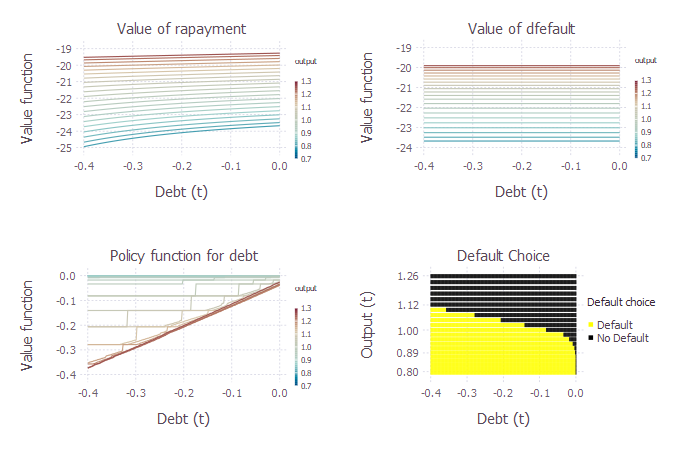 Value of rapayment
Value function
-19
-20
-21
-22
-23
-24
-25
-0.4 -0.3 -0.2 -0.1 0.0
Debt (t)
output
1.3
1.2
1.1
1.0
0.9
0.8
0.7
Value of dfefault
Value function
-19
-20
-21
-22
-23
-24
-0.4 -0.3 -0.2 -0.1 0.0
Debt (t)
output
1.3
1.2
1.1
1.0
0.9
0.8
0.7
Policy function for debt
Value function
0.0
-0.1
-0.2
-0.3
-0.4
-0.4 -0.3 -0.2 -0.1 0.0
Debt (t)
output
1.3
1.2
1.1
1.0
0.9
0.8
0.7
Default Choice
Output (t)
1.26
1.12
1.00
0.89
0.80
-0.4 -0.3 -0.2 -0.1 0.0
Debt (t)
Default choice
Default
No Default